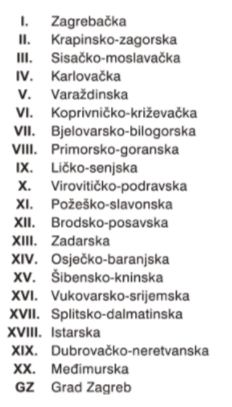 I. Zagrebačka
II. Krapinsko-zagorska
III. Sisačko-moslavačka
IV. Karlovačka
V. Varaždinska
VI. Koprivničko-križevačka
VII. Bjelovarsko-bilogorska
VIII. Primorsko-goranska
IX. Ličko-senjska
X. Virovitičko-podravska
XI. Požeško-slavonska
XII. Brodsko-posavska
XIII. Zadarska
XIV. Osječko-baranjska
XV. Šibensko-kninska
XVI. Vukovarsko-srijemska
XVII. Splitsko-dalmatinska
XVIII. Istarska
XIX. Dubrovačko-neretvanska
XX. Međimurska
GZ Grad Zagreb